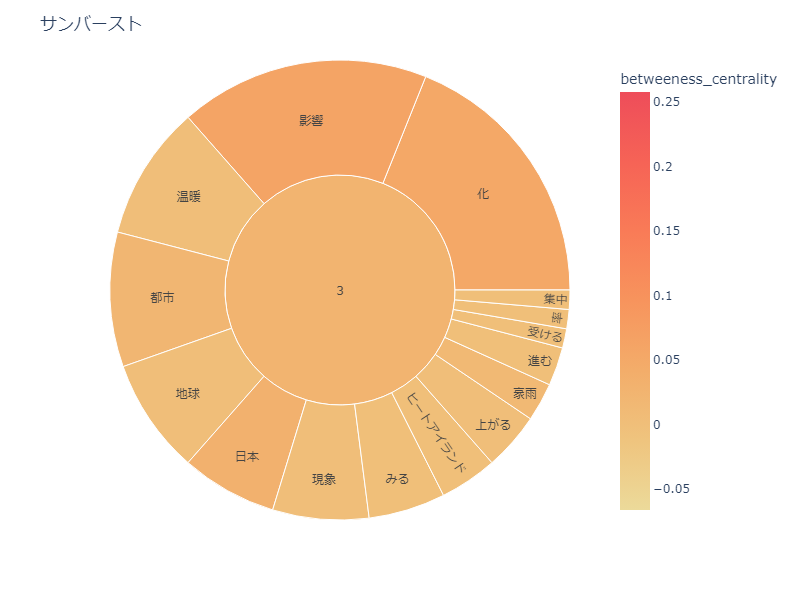 サンバースト
betweeness_centrality
0.25
0.2
0.15
0.1
0.05
0
−0.05
3
化
影響
温暖
都市
地球
日本
現象
みる
ヒートアイランド
上がる
豪雨
進む
受ける
集中